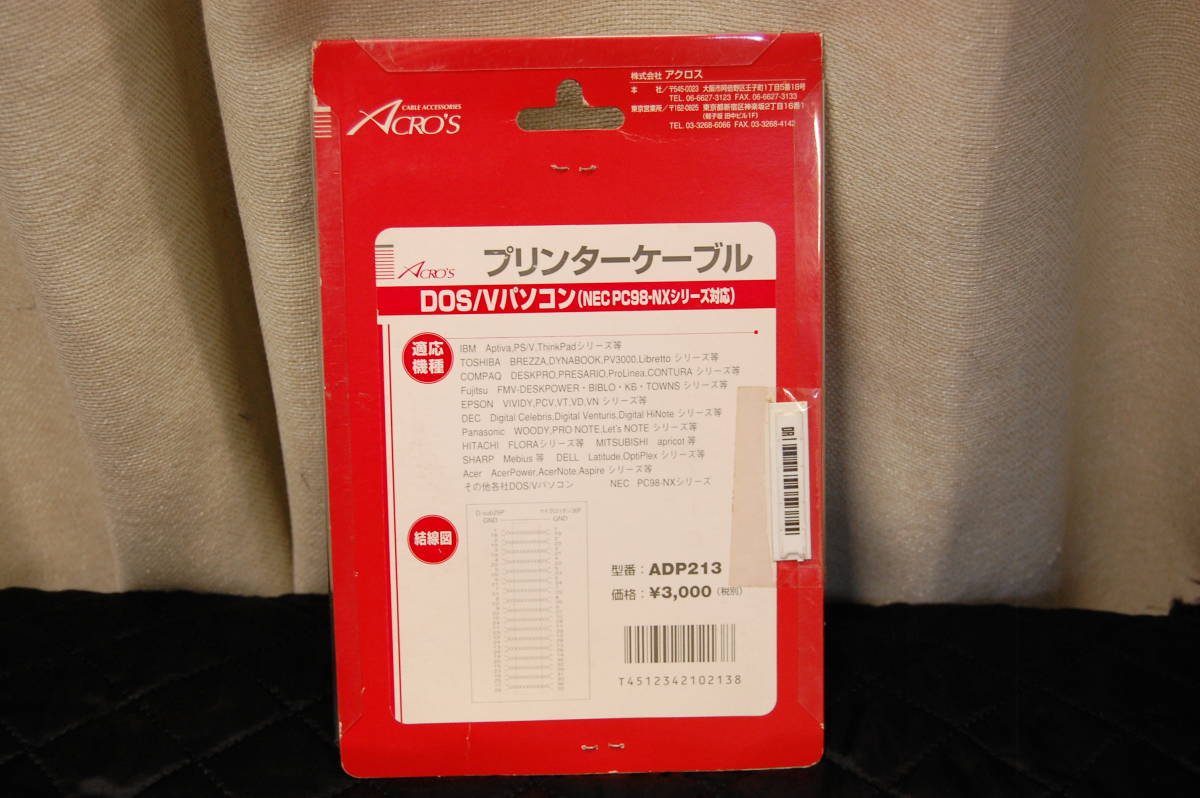 CABLE ACCESSORIES
ACRO'S
株式会社 アクロス
本 社／〒545-0023 大阪市阿倍野区王子町1丁目5番18号
TEL. 06-6627-3123 FAX. 06-6627-3133
東京営業所／〒162-0825 東京都新宿区神楽坂2丁目16番1
(軽子坂 田中ビル1F)
TEL. 03-3268-6066 FAX. 03-3268-4142
ACRO'S
プリンターケーブル
DOS/Vパソコン(NEC PC98-NXシリーズ対応)
適応
機種
IBM Aptiva,PS/V,ThinkPadシリーズ等
TOSHIBA BREZZA,DYNABOOK,PV3000,Libretto シリーズ等
COMPAQ DESKPRO,PRESARIO,ProLinea,CONTURA シリーズ等
Fujitsu FMV-DESKPOWER・BIBLO・K6・TOWNS シリーズ等
EPSON VIVIDY,PCV,VT,VD,VN シリーズ等
DEC Digital Celebris,Digital Venturis,Digital HiNote シリーズ等
Panasonic WOODY,PRO NOTE,Let's NOTE シリーズ等
HITACHI FLORAシリーズ等 MITSUBISHI apricot 等
SHARP Mebius 等 DELL Latitude,OptiPlex シリーズ等
Acer AcerPower,AcerNote,Aspire シリーズ等
その他各社DOS/Vパソコン NEC PC98-NXシリーズ
結線図
D-sub25P
GND GND
型番：ADP213
価格：¥3,000（税別）
T4512342102138